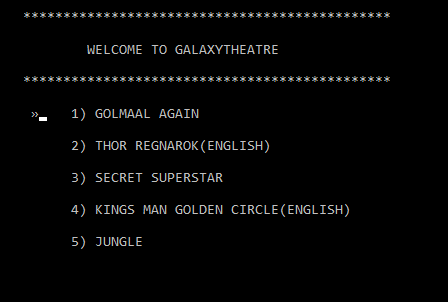 **********************************************
WELCOME TO GALAXYTHEATRE
**********************************************
» 1) GOLMAAL AGAIN
2) THOR REGNAROK(ENGLISH)
3) SECRET SUPERSTAR
4) KINGS MAN GOLDEN CIRCLE(ENGLISH)
5) JUNGLE